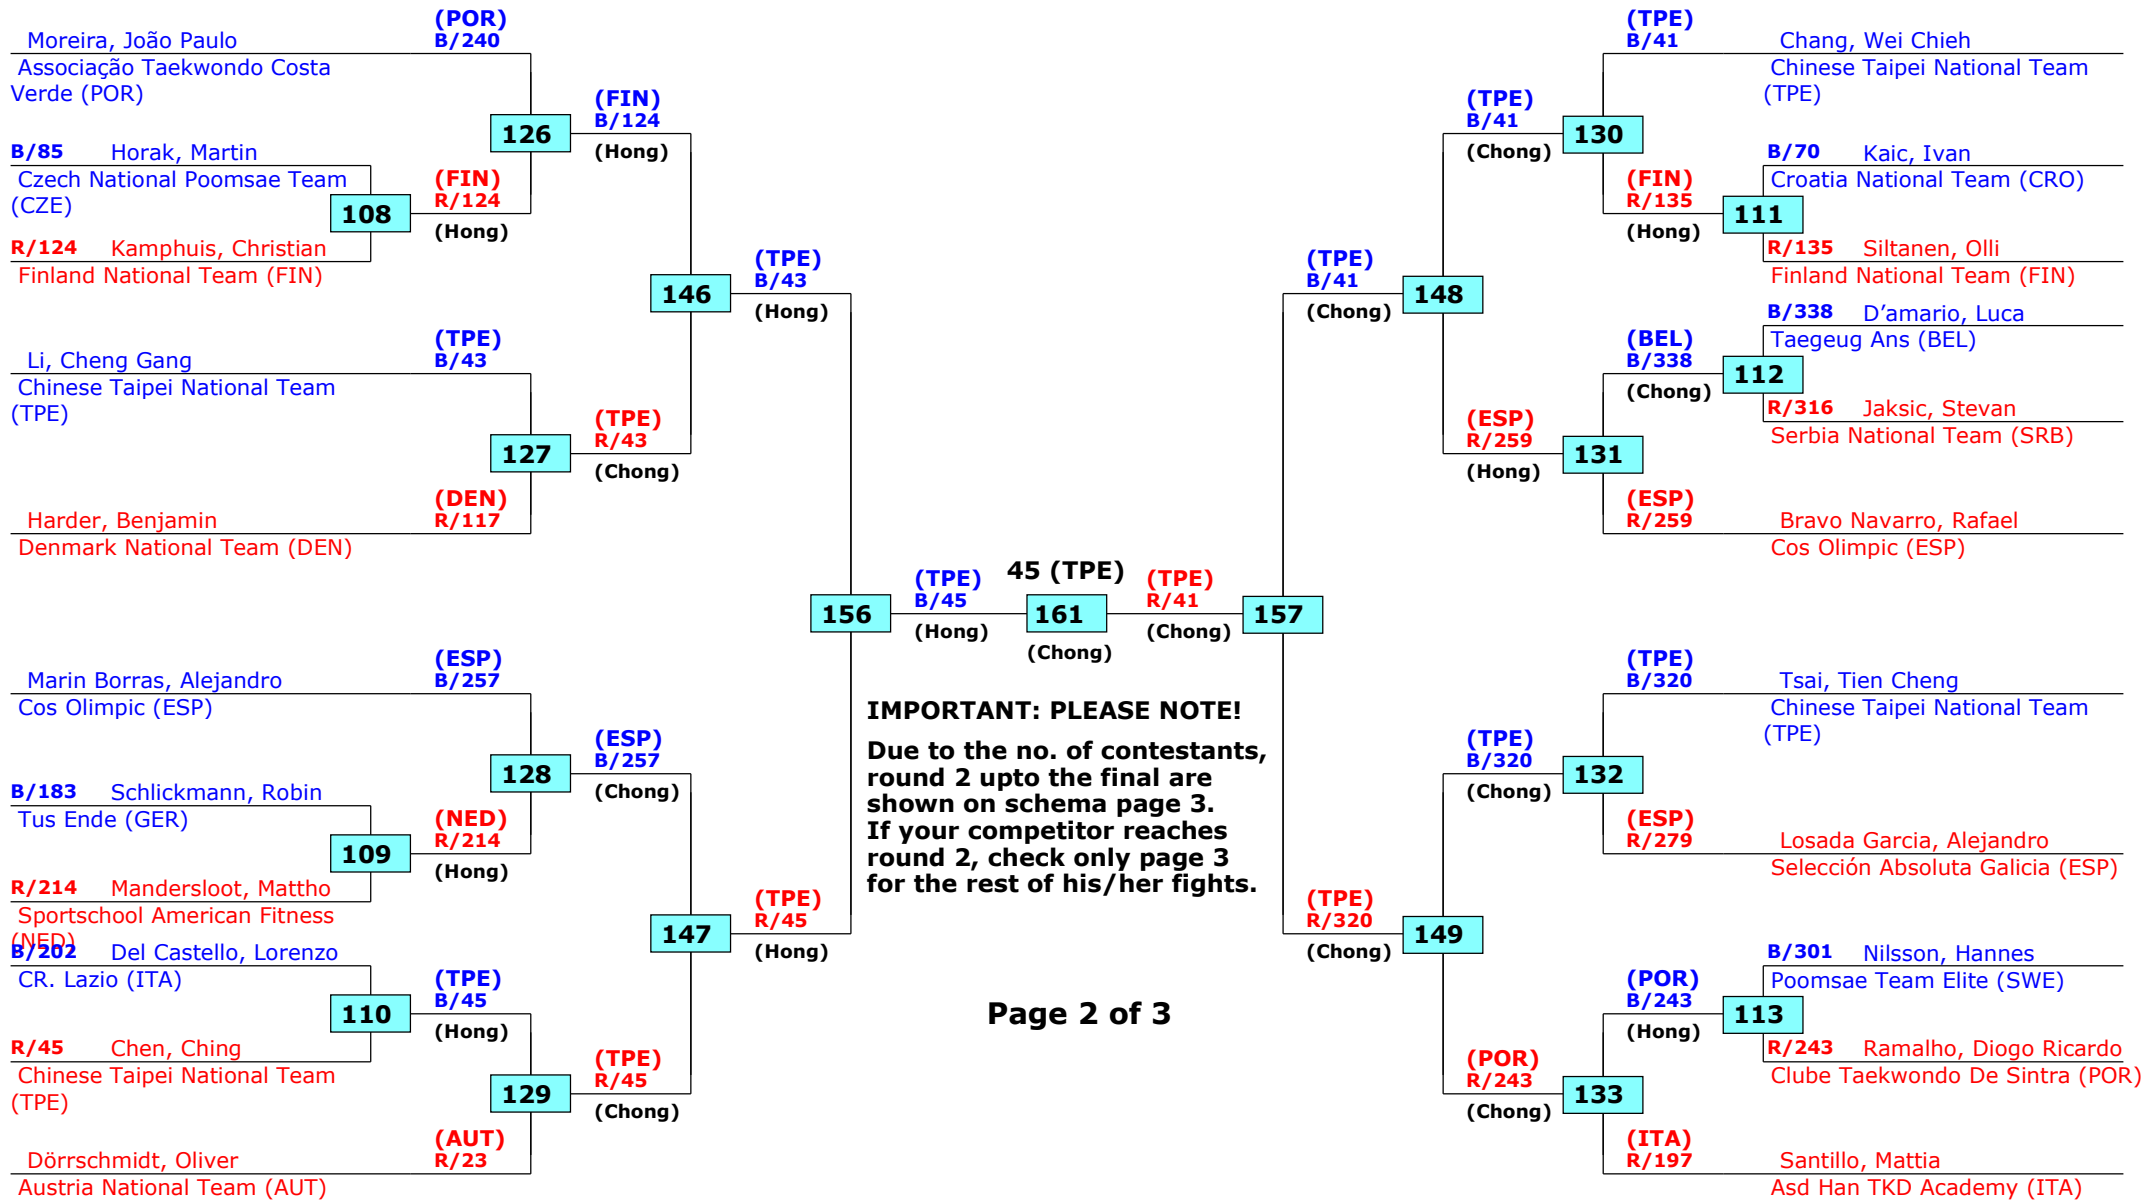 (POR)
B/240
Moreira, João Paulo
Associação Taekwondo Costa
Verde (POR)
(FIN)
B/124
126
(Hong)
B/85 Horak, Martin
Czech National Poomsae Team
(CZE)
(FIN)
R/124
108
(Hong)
R/124 Kamphuis, Christian
Finland National Team (FIN)
(TPE)
B/43
146
(Hong)
(TPE)
B/43
Li, Cheng Gang
Chinese Taipei National Team
(TPE)
(TPE)
R/43
127
(Chong)
(DEN)
R/117
Harder, Benjamin
Denmark National Team (DEN)
(TPE)
B/45
156
(Hong)
45 (TPE)
161
(Chong)
(TPE)
R/41
(Chong)
157
(ESP)
B/257
Marin Borras, Alejandro
Cos Olimpic (ESP)
(ESP)
B/257
128
(Chong)
B/183 Schlickmann, Robin
Tus Ende (GER)
(NED)
R/214
109
(Hong)
R/214 Mandersloot, Mattho
Sportschool American Fitness
(NED)
(TPE)
R/45
147
(Hong)
B/202 Del Castello, Lorenzo
CR. Lazio (ITA)
(TPE)
B/45
110
(Hong)
R/45 Chen, Ching
Chinese Taipei National Team
(TPE)
(TPE)
R/45
129
(Chong)
(AUT)
R/23
Dörrschmidt, Oliver
Austria National Team (AUT)
IMPORTANT: PLEASE NOTE!
Due to the no. of contestants,
round 2 upto the final are
shown on schema page 3.
If your competitor reaches
round 2, check only page 3
for the rest of his/her fights.
Page 2 of 3
(TPE)
B/41
Chang, Wei Chieh
Chinese Taipei National Team
(TPE)
(TPE)
B/41
130
(Chong)
B/70 Kaic, Ivan
Croatia National Team (CRO)
(FIN)
R/135
111
(Hong)
R/135 Siltanen, Olli
Finland National Team (FIN)
(TPE)
B/41
148
(Chong)
B/338 D’amario, Luca
Taegeug Ans (BEL)
(BEL)
B/338
112
(Chong)
R/316 Jaksic, Stevan
Serbia National Team (SRB)
(ESP)
R/259
131
(Hong)
(ESP)
R/259
Bravo Navarro, Rafael
Cos Olimpic (ESP)
(TPE)
B/320
Tsai, Tien Cheng
Chinese Taipei National Team
(TPE)
(TPE)
B/320
132
(Chong)
(ESP)
R/279
Losada Garcia, Alejandro
Selección Absoluta Galicia (ESP)
(TPE)
R/320
149
(Chong)
B/301 Nilsson, Hannes
Poomsae Team Elite (SWE)
(POR)
B/243
113
(Hong)
R/243 Ramalho, Diogo Ricardo
Clube Taekwondo De Sintra (POR)
(POR)
R/243
133
(Chong)
(ITA)
R/197
Santillo, Mattia
Asd Han TKD Academy (ITA)